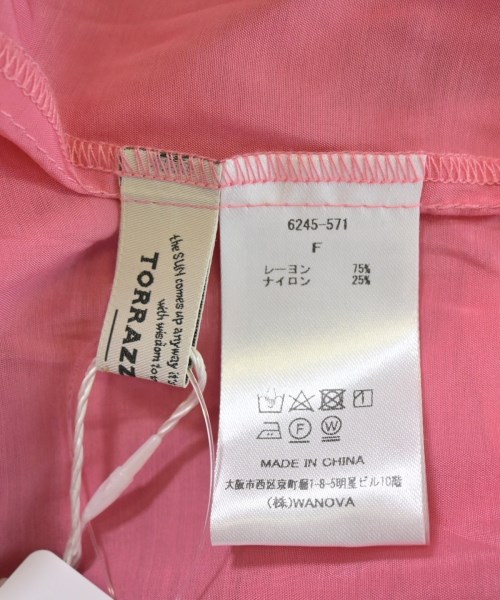 the SUN comes up anyway it's
TORRAZZ
with wisdom to
6245-571
F
レーヨン 75%
ナイロン 25%
F W
MADE IN CHINA
大阪市西区京町堀1-8-5明星ビル10階
(株)WANOVA